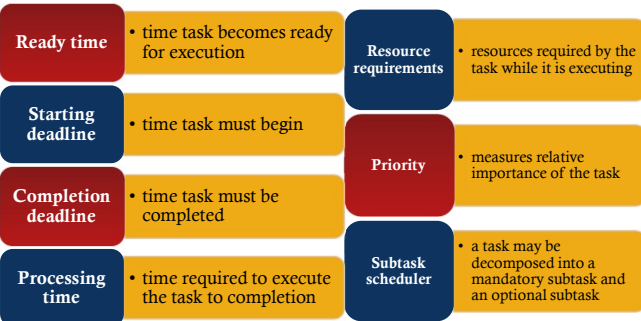 Ready time
• time task becomes ready
for execution
Starting
deadline
• time task must begin
Completion
deadline
• time task must be
completed
Processing
time
• time required to execute
the task to completion
Resource
requirements
• resources required by the
task while it is executing
Priority
• measures relative
importance of the task
Subtask
scheduler
• a task may be
decomposed into a
mandatory subtask and
an optional subtask